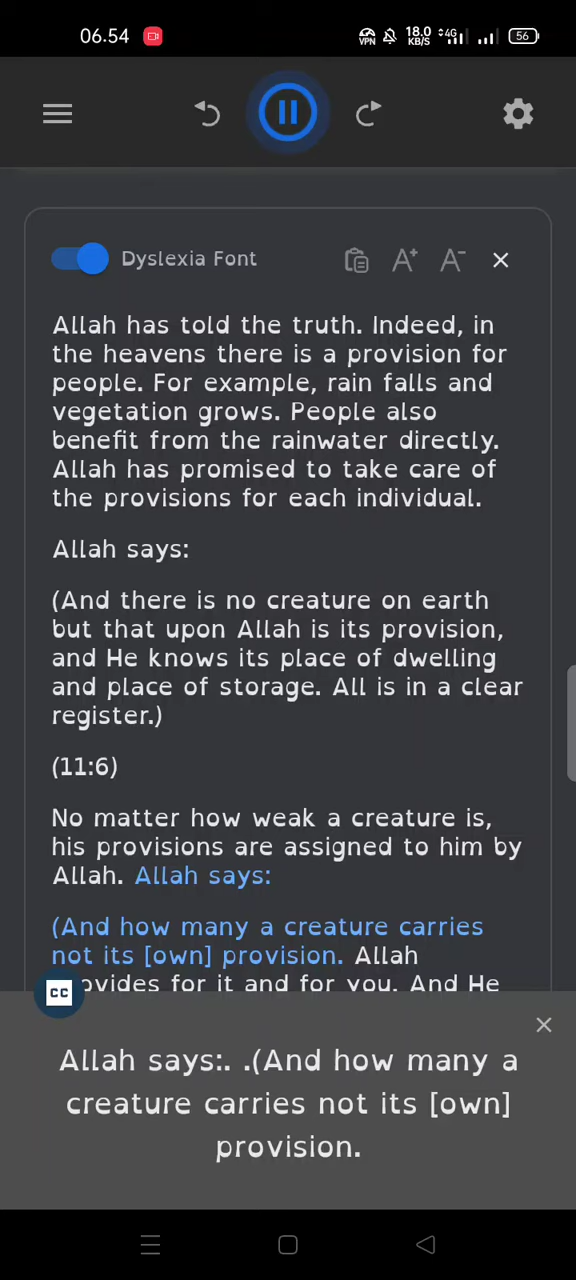 06.54
VPN
18.0
KB/S
4G
56
Dyslexia Font
A+
A-
Allah has told the truth. Indeed, in
the heavens there is a provision for
people. For example, rain falls and
vegetation grows. People also
benefit from the rainwater directly.
Allah has promised to take care of
the provisions for each individual.
Allah says:
(And there is no creature on earth
but that upon Allah is its provision,
and He knows its place of dwelling
and place of storage. All is in a clear
register.)
(11:6)
No matter how weak a creature is,
his provisions are assigned to him by
Allah. Allah says:
(And how many a creature carries
not its [own] provision. Allah
ovides for it and for you. And He
CC
Allah says:. .(And how many a
creature carries not its [own]
provision.